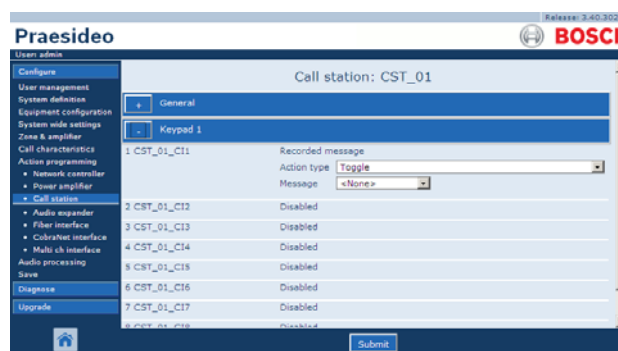 Release: 3.40.302
Praesideo
BOSCH
User: admin
Configure
User management
System definition
Equipment configuration
System wide settings
Zone & amplifier
Call characteristics
Action programming
• Network controller
• Power amplifier
• Call station
• Audio expander
• Fiber interface
• CobraNet interface
• Multi ch interface
Audio processing
Save
Diagnose
Upgrade
Call station: CST_01
+ General
- Keypad 1
1 CST_01_CI1 Recorded message
Action type Toggle
Message <None>
2 CST_01_CI2 Disabled
3 CST_01_CI3 Disabled
4 CST_01_CI4 Disabled
5 CST_01_CI5 Disabled
6 CST_01_CI6 Disabled
7 CST_01_CI7 Disabled
8 CST_01_CI8 Disabled
Submit